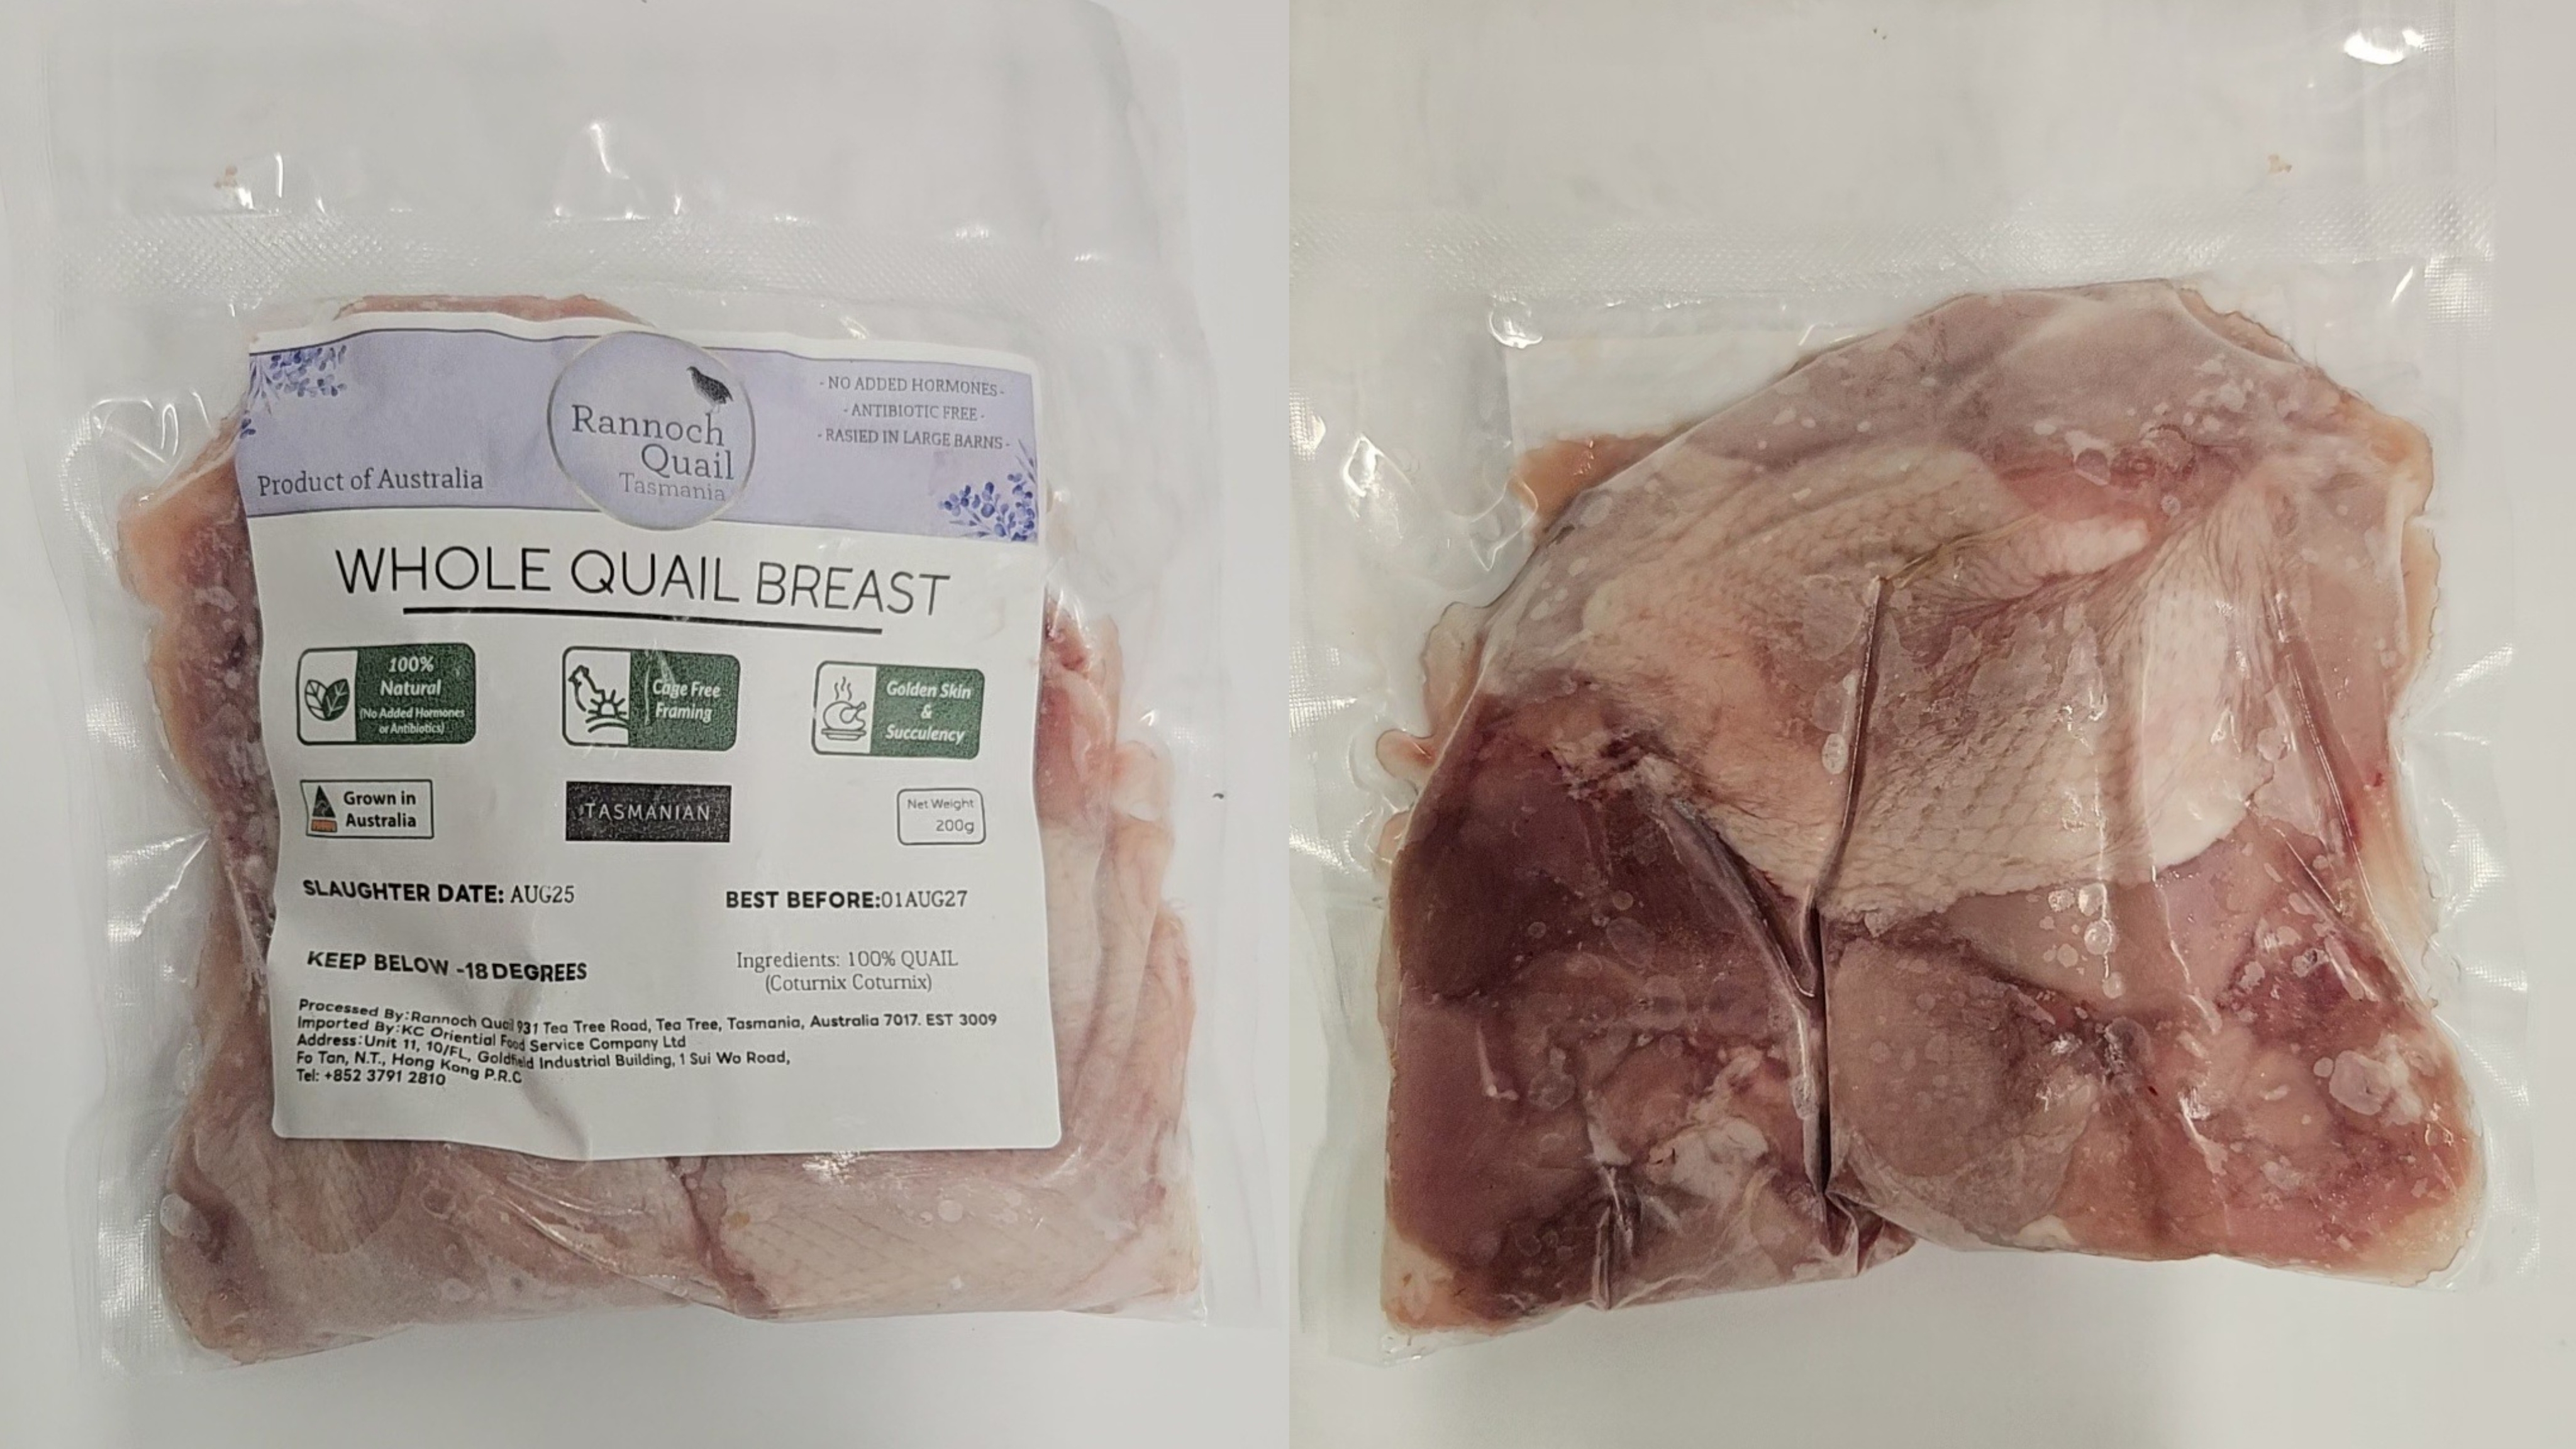 - NO ADDED HORMONES -
- ANTIBIOTIC FREE -
- RASIED IN LARGE BARNS -
Rannoch
Quail
Tasmania
Product of Australia
WHOLE QUAIL BREAST
100%
Natural
(No Added Hormones
or Antibiotics)
Cage Free
Framing
Golden Skin
&
Succulency
Grown in
Australia
TASMANIAN
Net Weight
200g
SLAUGHTER DATE: AUG25
BEST BEFORE:01AUG27
KEEP BELOW -18 DEGREES
Ingredients: 100% QUAIL
(Coturnix Coturnix)
Processed By:Rannoch Quail 931 Tea Tree Road, Tea Tree, Tasmania, Australia 7017. EST 3009
Imported By:KC Oriential Food Service Company Ltd
Address:Unit 11, 10/FL, Goldfield Industrial Building, 1 Sui Wo Road,
Fo Tan, N.T., Hong Kong P.R.C
Tel: +852 3791 2810